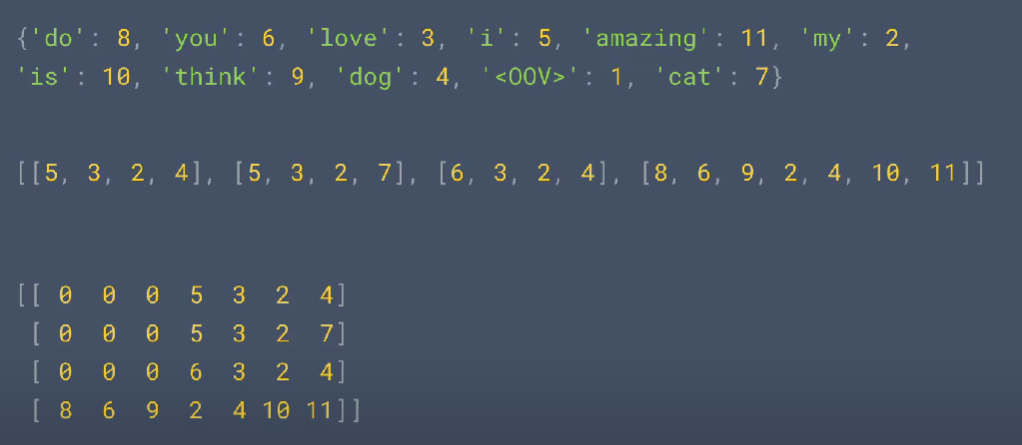 {'do': 8, 'you': 6, 'love': 3, 'i': 5, 'amazing': 11, 'my': 2,
'is': 10, 'think': 9, 'dog': 4, '<OOV>': 1, 'cat': 7}
[[5, 3, 2, 4], [5, 3, 2, 7], [6, 3, 2, 4], [8, 6, 9, 2, 4, 10, 11]]
[[ 0 0 0 5 3 2 4]
[ 0 0 0 5 3 2 7]
[ 0 0 0 6 3 2 4]
[ 8 6 9 2 4 10 11]]